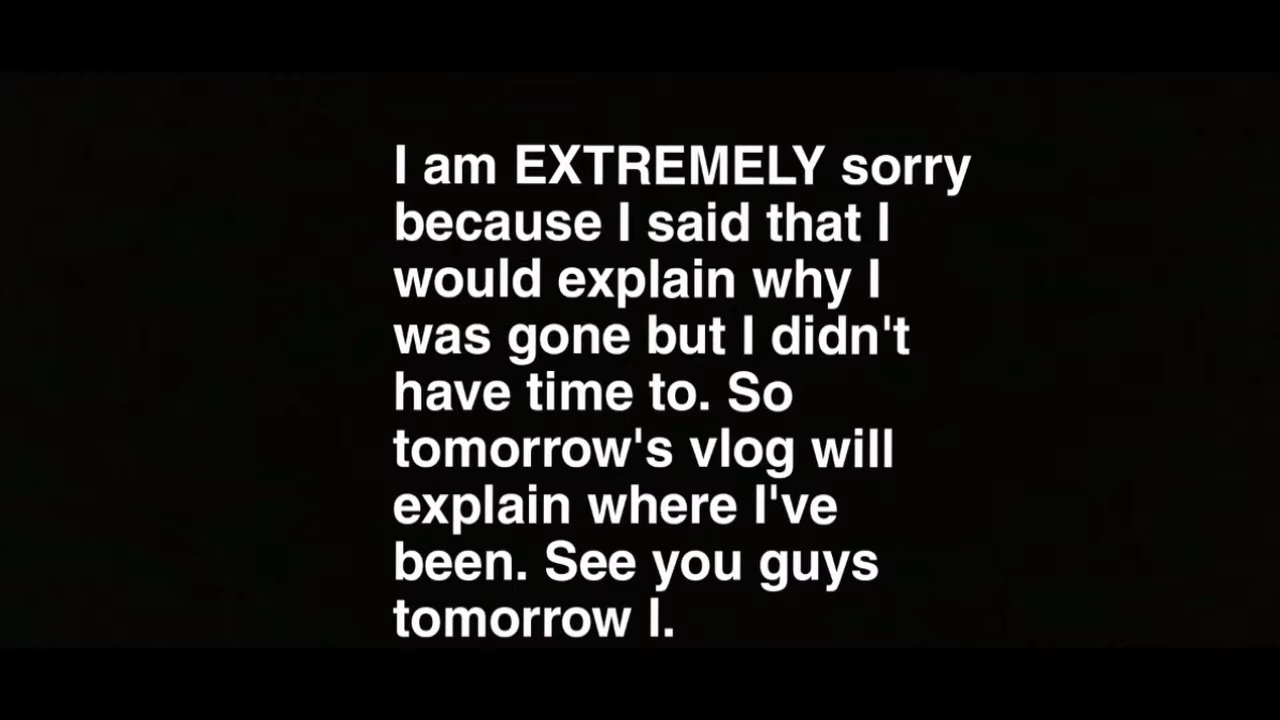 I am EXTREMELY sorry
because I said that I
would explain why I
was gone but I didn't
have time to. So
tomorrow's vlog will
explain where I've
been. See you guys
tomorrow I.